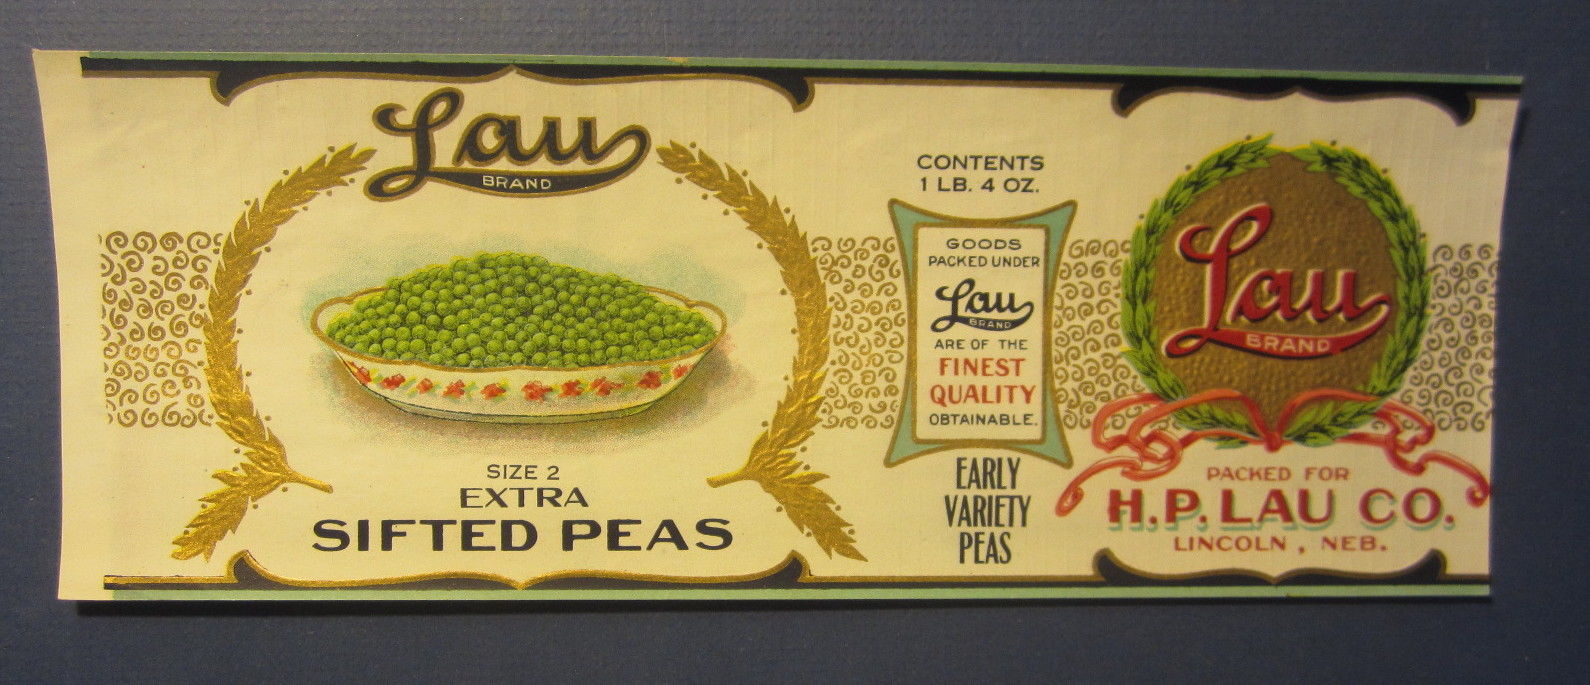 Lau
BRAND
SIZE 2
EXTRA
SIFTED PEAS
CONTENTS
1 LB. 4 OZ.
GOODS
PACKED UNDER
Lau
BRAND
ARE OF THE
FINEST
QUALITY
OBTAINABLE.
EARLY
VARIETY
PEAS
Lau
BRAND
PACKED FOR
H.P. LAU CO.
LINCOLN, NEB.